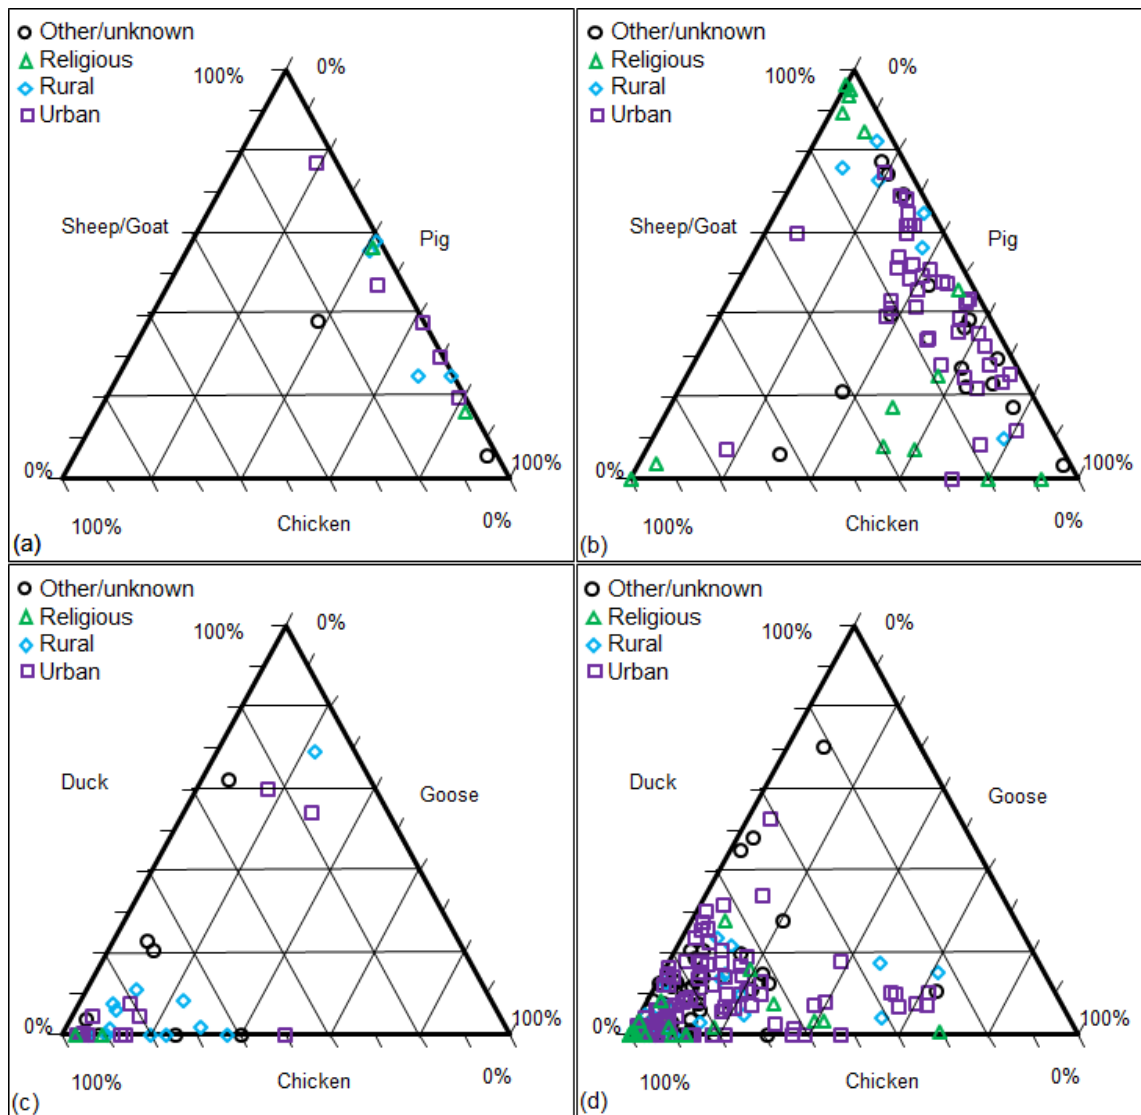 Other/unknown
Religious
Rural
Urban
100%
0%
Sheep/Goat
Pig
0%
100%
100%
Chicken
0%
(a)
Other/unknown
Religious
Rural
Urban
100%
0%
Sheep/Goat
Pig
0%
100%
100%
Chicken
0%
(b)
Other/unknown
Religious
Rural
Urban
100%
0%
Duck
Goose
0%
100%
100%
Chicken
0%
(c)
Other/unknown
Religious
Rural
Urban
100%
0%
Duck
Goose
0%
100%
100%
Chicken
0%
(d)